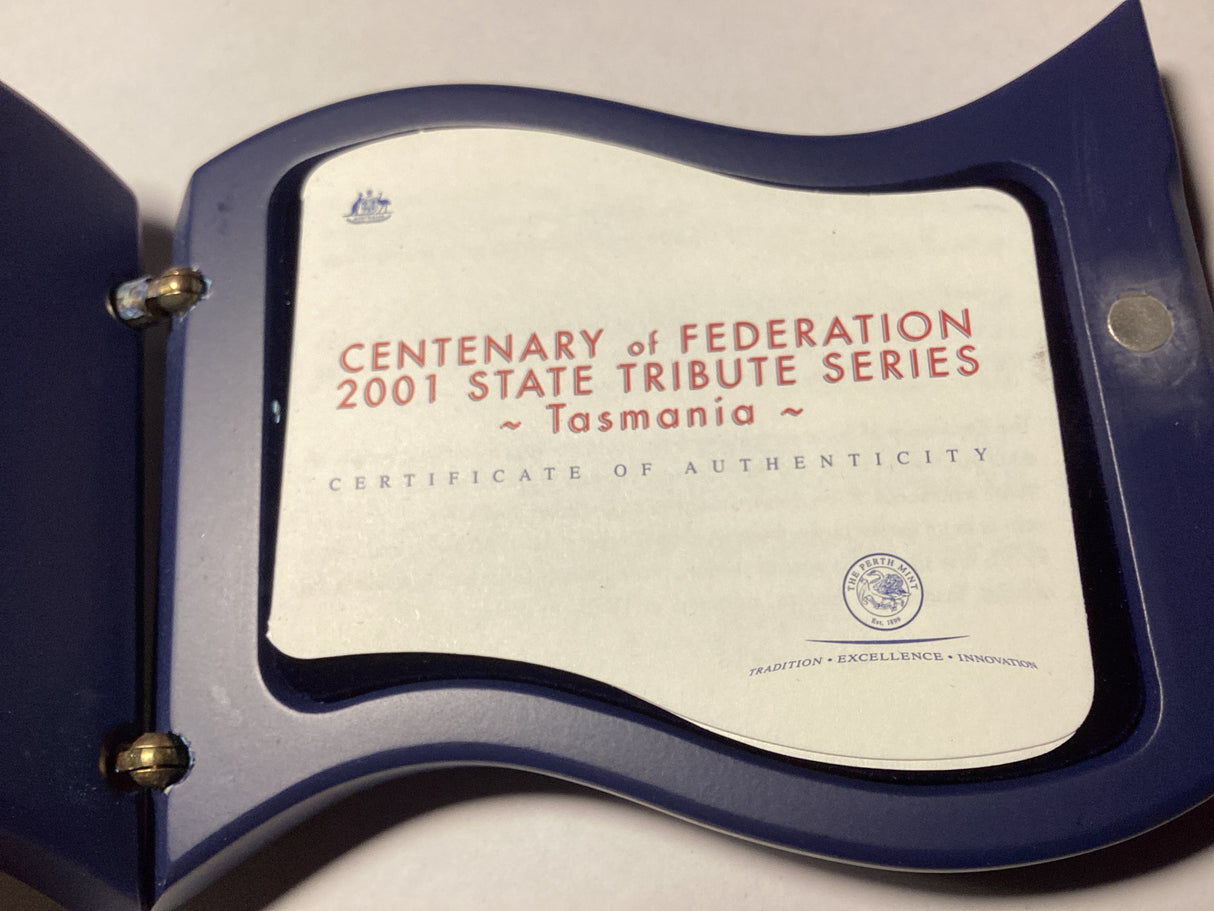 CENTENARY of FEDERATION
2001 STATE TRIBUTE SERIES
~ Tasmania ~
CERTIFICATE OF AUTHENTICITY
THE PERTH MINT
Est. 1899
TRADITION • EXCELLENCE • INNOVATION